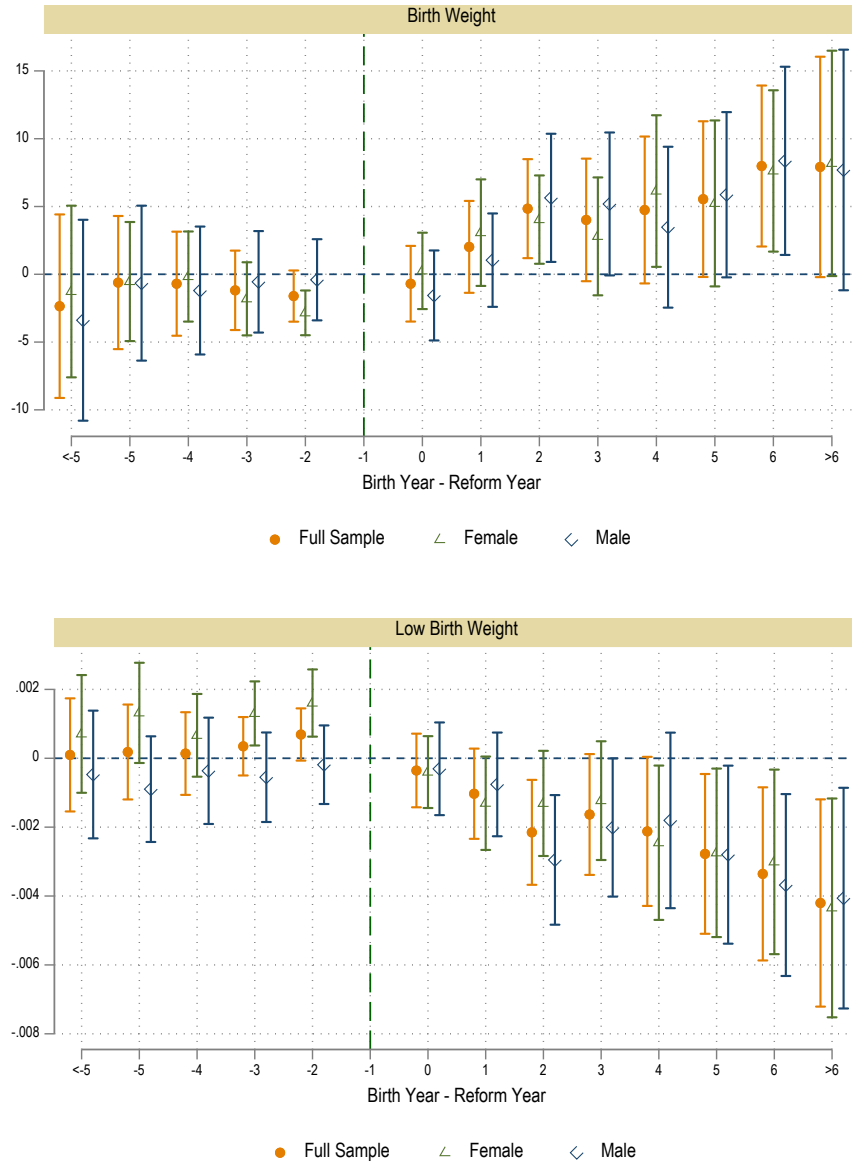 Birth Weight
15
10
5
0
-5
-10
<-5 -5 -4 -3 -2 -1 0 1 2 3 4 5 6 >6
Birth Year - Reform Year
Full Sample Female Male
Low Birth Weight
.002
0
-.002
-.004
-.006
-.008
<-5 -5 -4 -3 -2 -1 0 1 2 3 4 5 6 >6
Birth Year - Reform Year
Full Sample Female Male